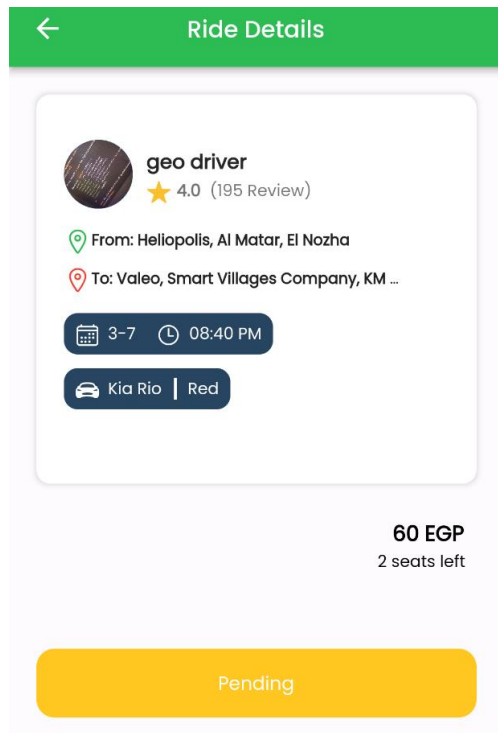 Ride Details
geo driver
4.0 (195 Review)
From: Heliopolis, Al Matar, El Nozha
To: Valeo, Smart Villages Company, KM ...
3-7 08:40 PM
Kia Rio | Red
60 EGP
2 seats left
Pending